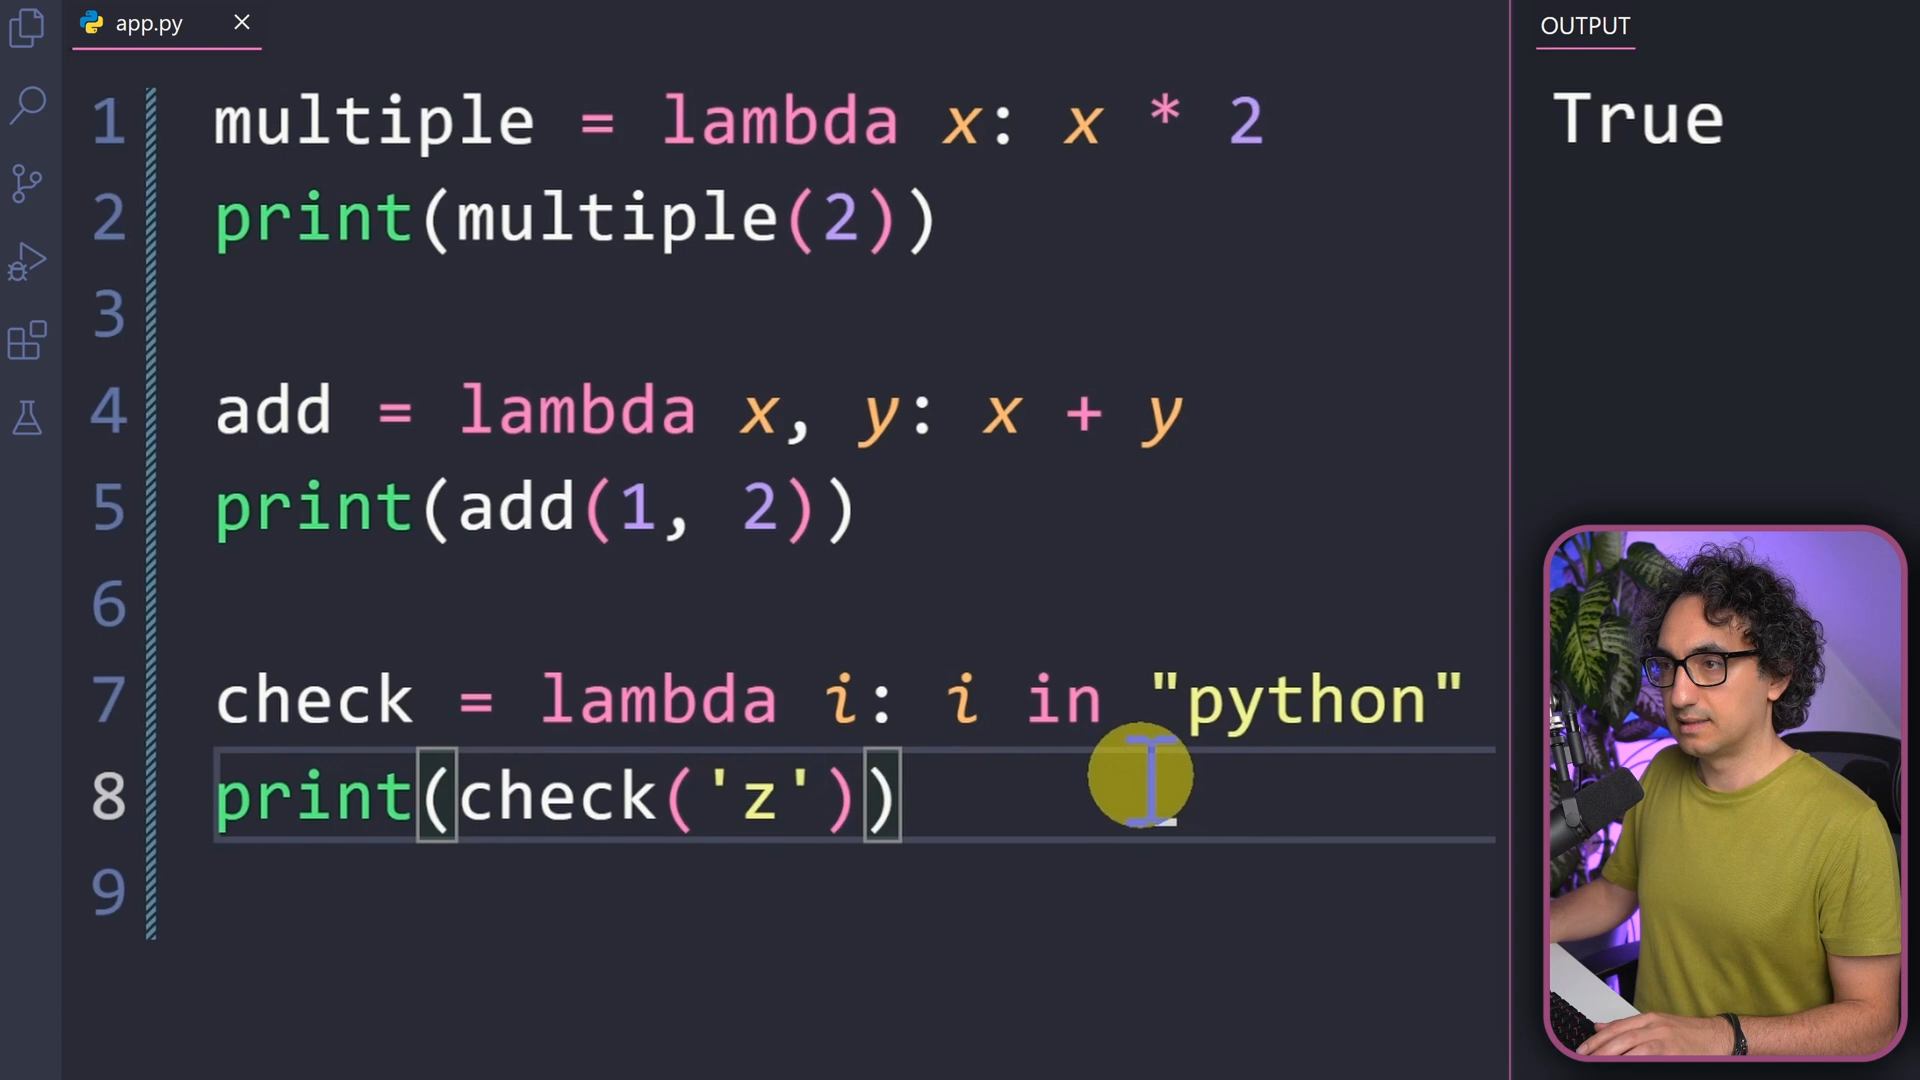 app.py
OUTPUT
1 multiple = lambda x: x * 2
2 print(multiple(2))
3
4 add = lambda x, y: x + y
5 print(add(1, 2))
6
7 check = lambda i: i in "python"
8 print(check('z'))
9
True